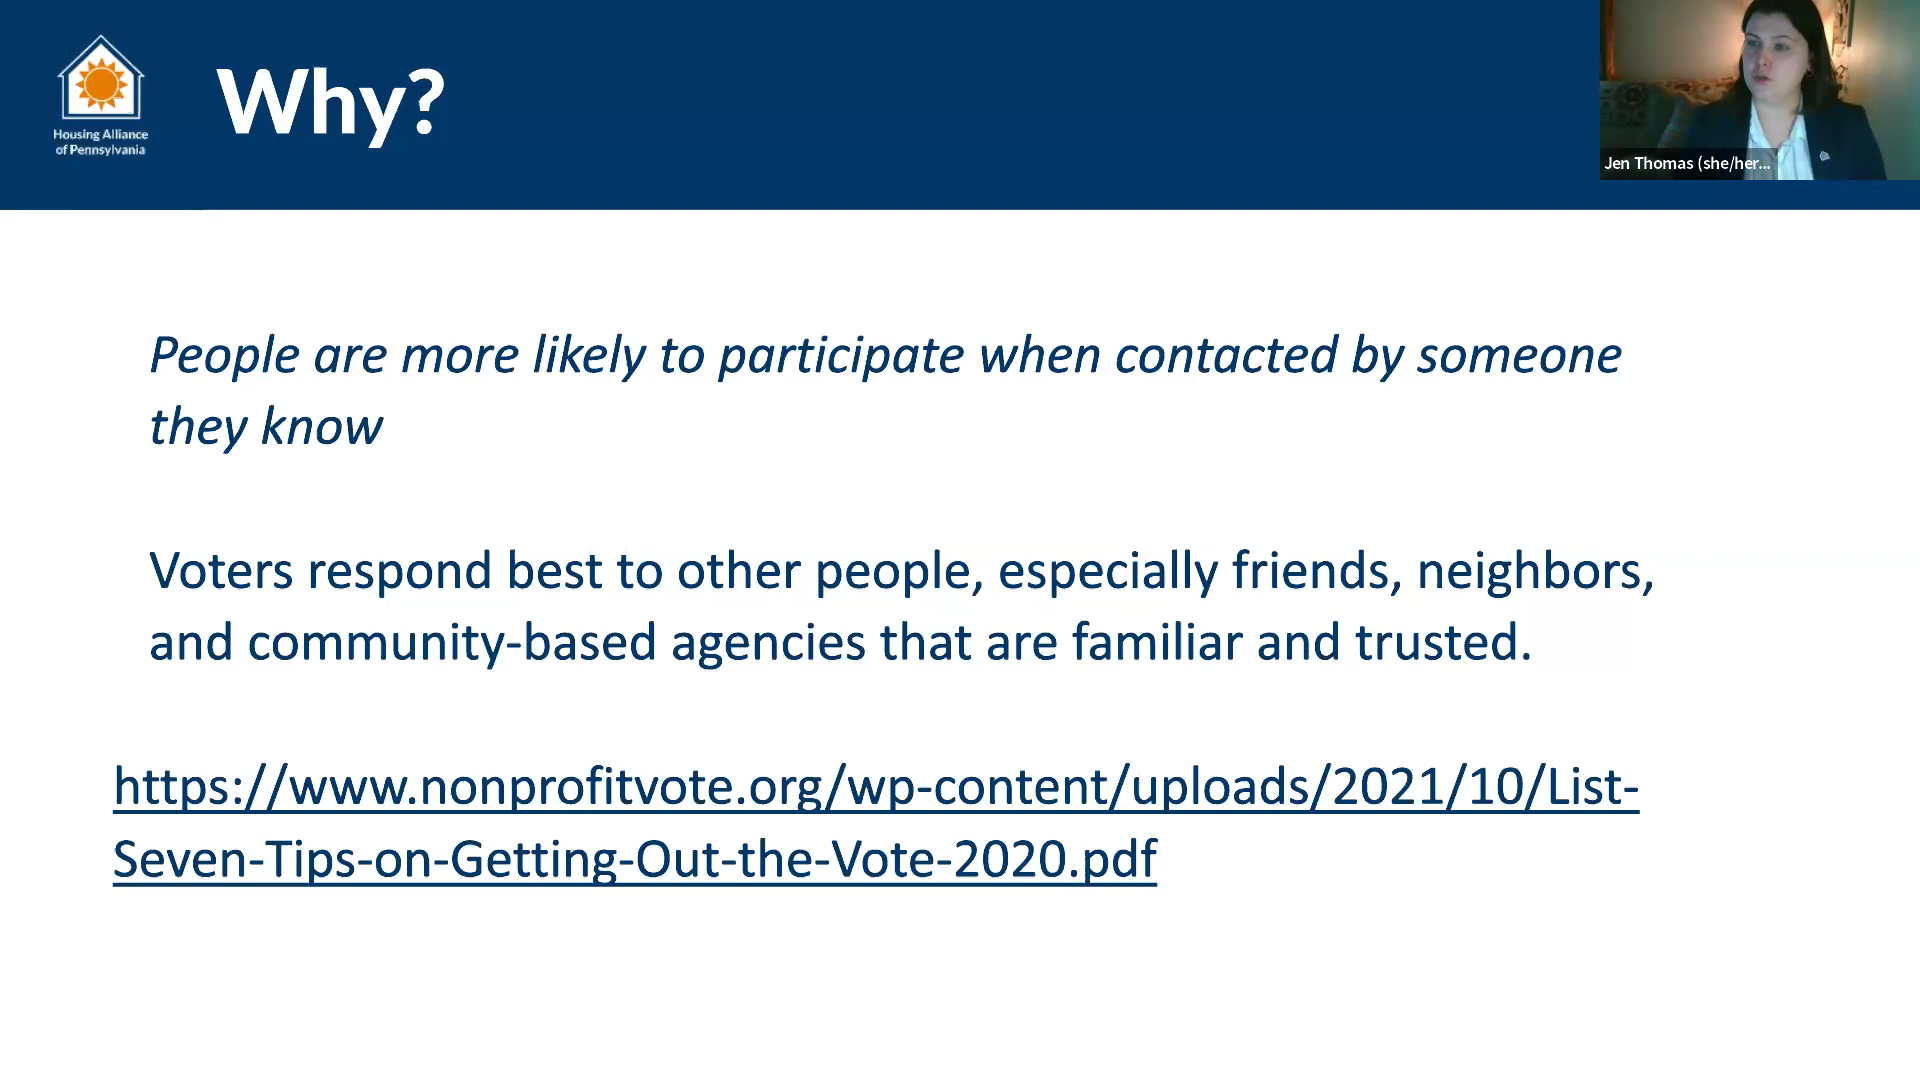 Housing Alliance
of Pennsylvania
Why?
Jen Thomas (she/her...
People are more likely to participate when contacted by someone
they know
Voters respond best to other people, especially friends, neighbors,
and community-based agencies that are familiar and trusted.
https://www.nonprofitvote.org/wp-content/uploads/2021/10/List-
Seven-Tips-on-Getting-Out-the-Vote-2020.pdf